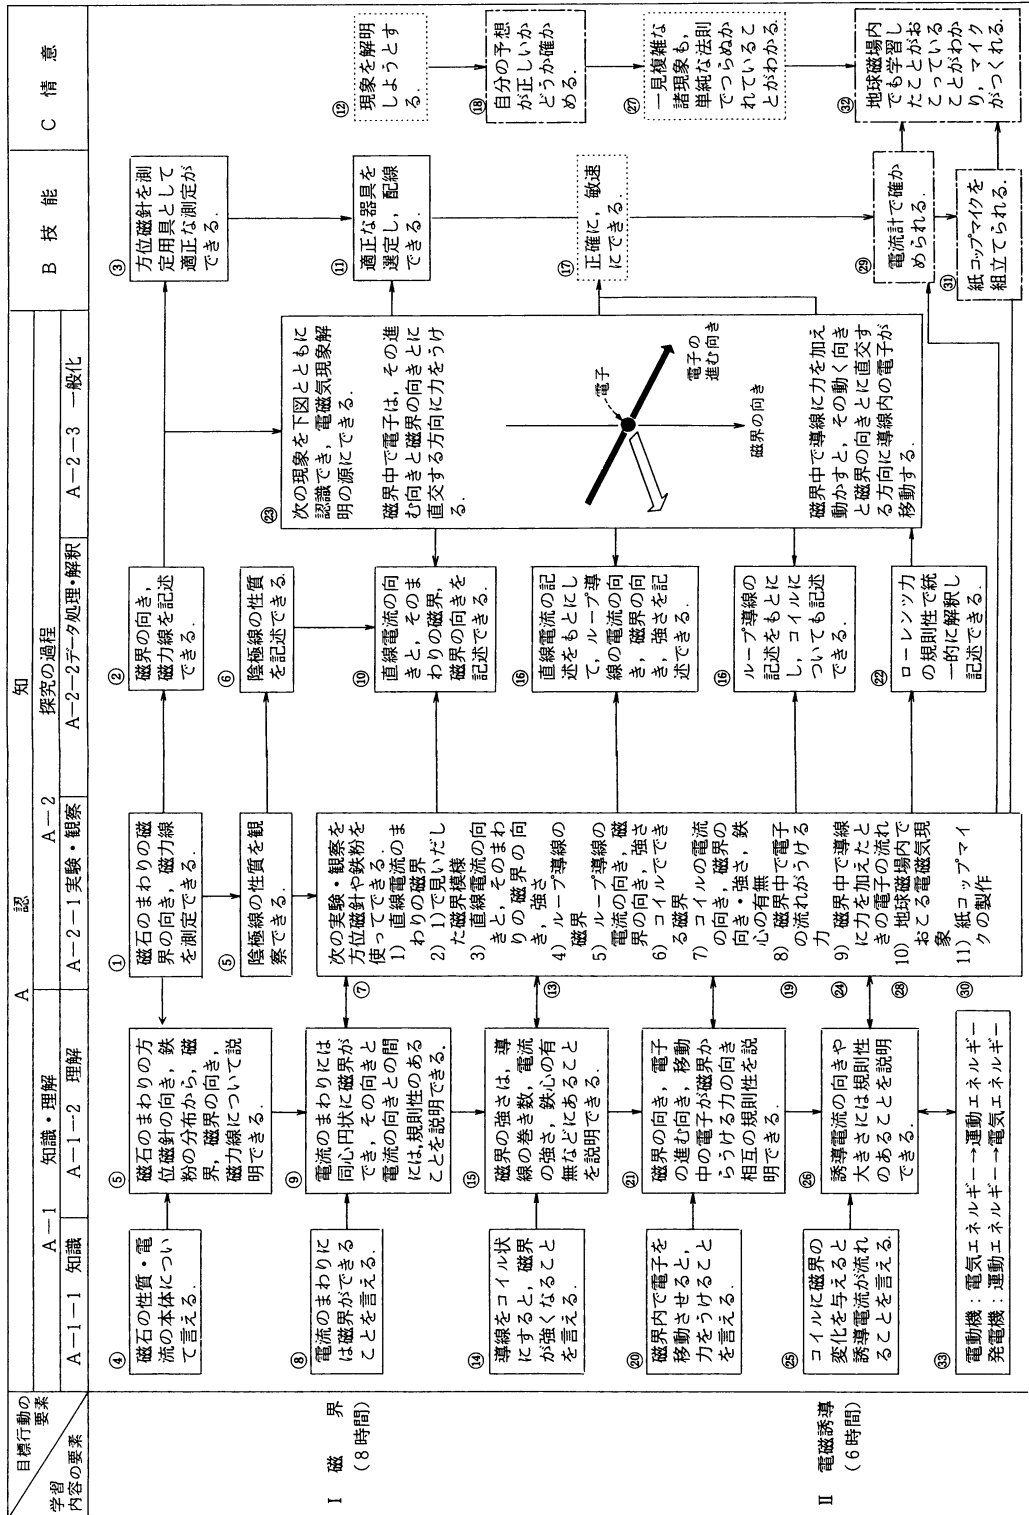 目標行動の
要素
学習
内容の要素
認　　知
A
A－1
知識・理解
A－1－1　知識
A－1－2　理解
A－2
探究の過程
A－2－1 実験・観察
A－2－2データ処理・解釈
A－2－3　一般化
B　技　能
C　情　意
Ⅰ　磁　　界
（8時間）
Ⅱ　電磁誘導
（6時間）
④
磁石の性質・電
流の本体につい
て言える．
⑤
磁石のまわりの方
位磁針の向き，鉄
粉の分布から，磁
界，磁界の向き，
磁力線について説
明できる．
①
磁石のまわりの磁
界の向き，磁力線
を測定できる．
②
磁界の向き，
磁力線を記述
できる．
③
方位磁針を測
定用具として
適正な測定が
できる．
⑤
陰極線の性質を観
察できる．
⑥
陰極線の性質
を記述できる．
⑧
電流のまわりに
は磁界ができる
ことを言える．
⑨
電流のまわりには
同心円状に磁界が
でき，その向きと
電流の向きとの間
には，規則性のある
ことを説明できる．
⑭
導線をコイル状
にすると，磁界
が強くなること
を言える．
⑮
磁界の強さは，導
線の巻き数，電流
の強さ，鉄心の有
無などにあること
を説明できる．
⑳
磁界内で電子を
移動させると，
力をうけること
を言える．
㉑
磁界の向き，電子
の進む向き，移動
中の電子が磁界か
らうける力の向き
相互の規則性を説
明できる．
㉕
コイルに磁界の
変化を与えると
誘導電流が流れ
ることを言える．
㉖
誘導電流の向きや
大きさには規則性
のあることを説明
できる．
㉝
電動機：電気エネルギー→運動エネルギー
発電機：運動エネルギー→電気エネルギー
⑦
⑬
⑲
㉔
㉘
㉚
次の実験・観察を
方位磁針や鉄粉を
使ってできる．
1）直線電流のま
わりの磁界
2）1）で見いだし
た磁界模様
3）直線電流の向
きと，そのまわ
りの磁界の向
き，強さ
4）ループ導線の
磁界
5）ループ導線の
電流の向き，磁
界の向き，強さ
6）コイルでできる
磁界
7）コイルの電流
の向き，磁界の
向き・強さ，鉄
心の有無
8）磁界中で電子
の流れがうける
力
9）磁界中で導線
に力を加えたと
きの電子の流れ
10）地球磁場内で
おこる電磁気現
象
11）紙コップマイ
クの製作
⑩
直線電流の向
きと，そのま
わりの磁界，
磁界の向きを
記述できる．
⑯
直線電流の記
述をもとにし
て，ループ導
線の電流の向
き，磁界の向
き，強さを記
述できる．
⑯
ループ導線の
記述をもとに
し，コイルに
ついても記述
できる．
㉒
ローレンツ力
の規則性で統
一的に解釈し
記述できる．
㉓
次の現象を下図とともに
認識でき，電磁気現象解
明の源にできる．
磁界中で電子は，その進
む向きと磁界の向きとに
直交する方向に力をうけ
る．
電子
電子の
進む向き
磁界の向き
磁界中で導線に力を加え
動かすと，その動く向き
と磁界の向きとに直交す
る方向に導線内の電子が
移動する．
⑪
適正な器具を
選定し，配線
できる．
⑰
正確に，敏速
にできる．
㉙
電流計で確か
められる．
㉛
紙コップマイクを
組立てられる．
⑫
現象を解明
しようとす
る．
⑱
自分の予想
が正しいか
どうか確か
める．
㉗
一見複雑な
諸現象も，
単純な法則
でつらぬか
れているこ
とがわかる．
㉜
地球磁場内
でも学習し
たことがお
こっている
ことがわか
り，マイク
がつくれる．